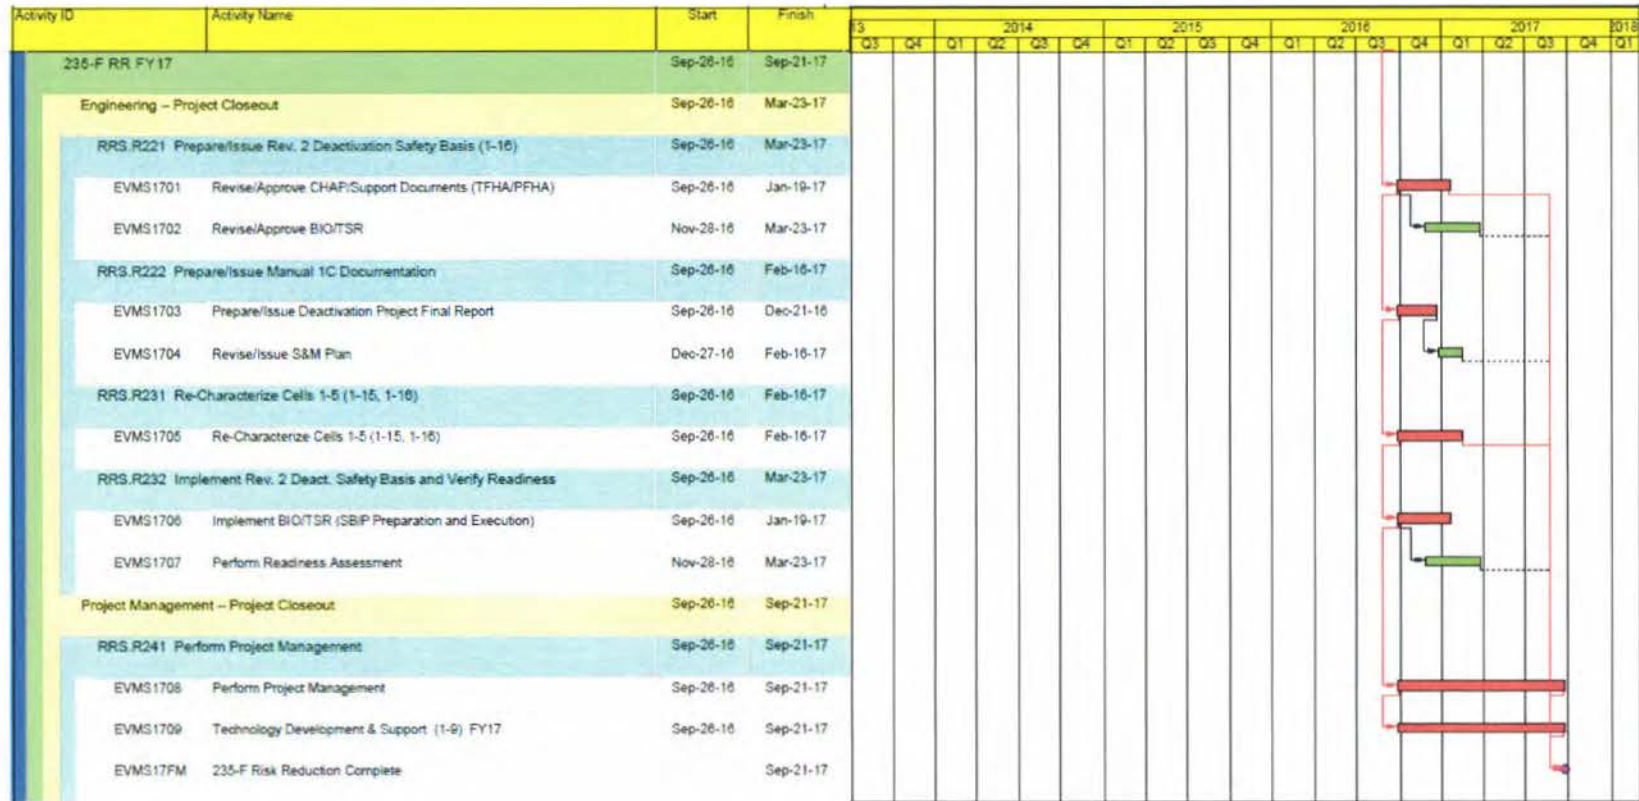 Activity ID Activity Name Start Finish
13 2014 2015 2016 2017 2018
Q3 Q4 Q1 Q2 Q3 Q4 Q1 Q2 Q3 Q4 Q1 Q2 Q3 Q4 Q1 Q2 Q3 Q4 Q1
235-F RR FY17 Sep-26-16 Sep-21-17
Engineering – Project Closeout Sep-26-16 Mar-23-17
RRS.R221 Prepare/Issue Rev. 2 Deactivation Safety Basis (1-16) Sep-26-16 Mar-23-17
EVMS1701 Revise/Approve CHAP/Support Documents (TFHA/PFHA) Sep-26-16 Jan-19-17
EVMS1702 Revise/Approve BIO/TSR Nov-28-16 Mar-23-17
RRS.R222 Prepare/Issue Manual 1C Documentation Sep-26-16 Feb-16-17
EVMS1703 Prepare/Issue Deactivation Project Final Report Sep-26-16 Dec-21-16
EVMS1704 Revise/Issue S&M Plan Dec-27-16 Feb-16-17
RRS.R231 Re-Characterize Cells 1-5 (1-15, 1-16) Sep-26-16 Feb-16-17
EVMS1705 Re-Characterize Cells 1-5 (1-15, 1-16) Sep-26-16 Feb-16-17
RRS.R232 Implement Rev. 2 Deact. Safety Basis and Verify Readiness Sep-26-16 Mar-23-17
EVMS1706 Implement BIO/TSR (SBIP Preparation and Execution) Sep-26-16 Jan-19-17
EVMS1707 Perform Readiness Assessment Nov-28-16 Mar-23-17
Project Management – Project Closeout Sep-26-16 Sep-21-17
RRS.R241 Perform Project Management Sep-26-16 Sep-21-17
EVMS1708 Perform Project Management Sep-26-16 Sep-21-17
EVMS1709 Technology Development & Support (1-9) FY17 Sep-26-16 Sep-21-17
EVMS17FM 235-F Risk Reduction Complete Sep-21-17